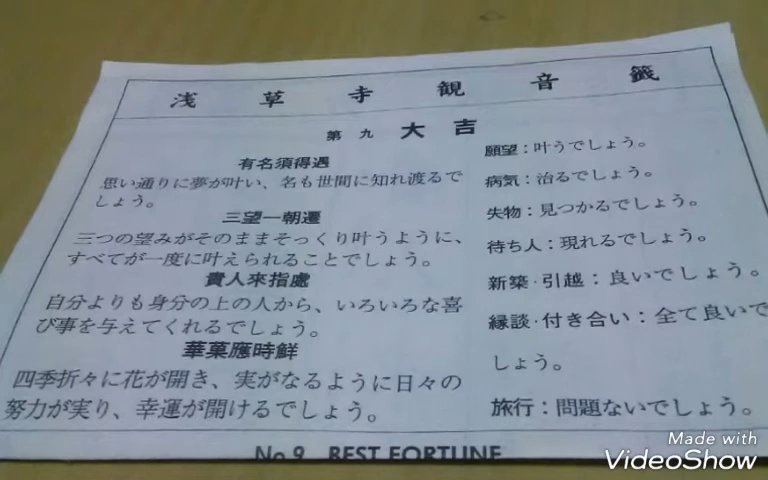 浅草寺観音籤
第九 大吉
有名須得遇
思い通りに夢が叶い、名も世間に知れ渡るで
しょう。
三望一朝遷
三つの望みがそのままそっくり叶うように、
すべてが一度に叶えられることでしょう。
貴人來指處
自分よりも身分の上の人から、いろいろな喜
び事を与えてくれるでしょう。
華菓應時鮮
四季折々に花が開き、実がなるように日々の
努力が実り、幸運が開けるでしょう。
願望：叶うでしょう。
病気：治るでしょう。
失物：見つかるでしょう。
待ち人：現れるでしょう。
新築·引越：良いでしょう。
縁談·付き合い：全て良いで
しょう。
旅行：問題ないでしょう。
No.9 BEST FORTUNE
Made with
VideoShow